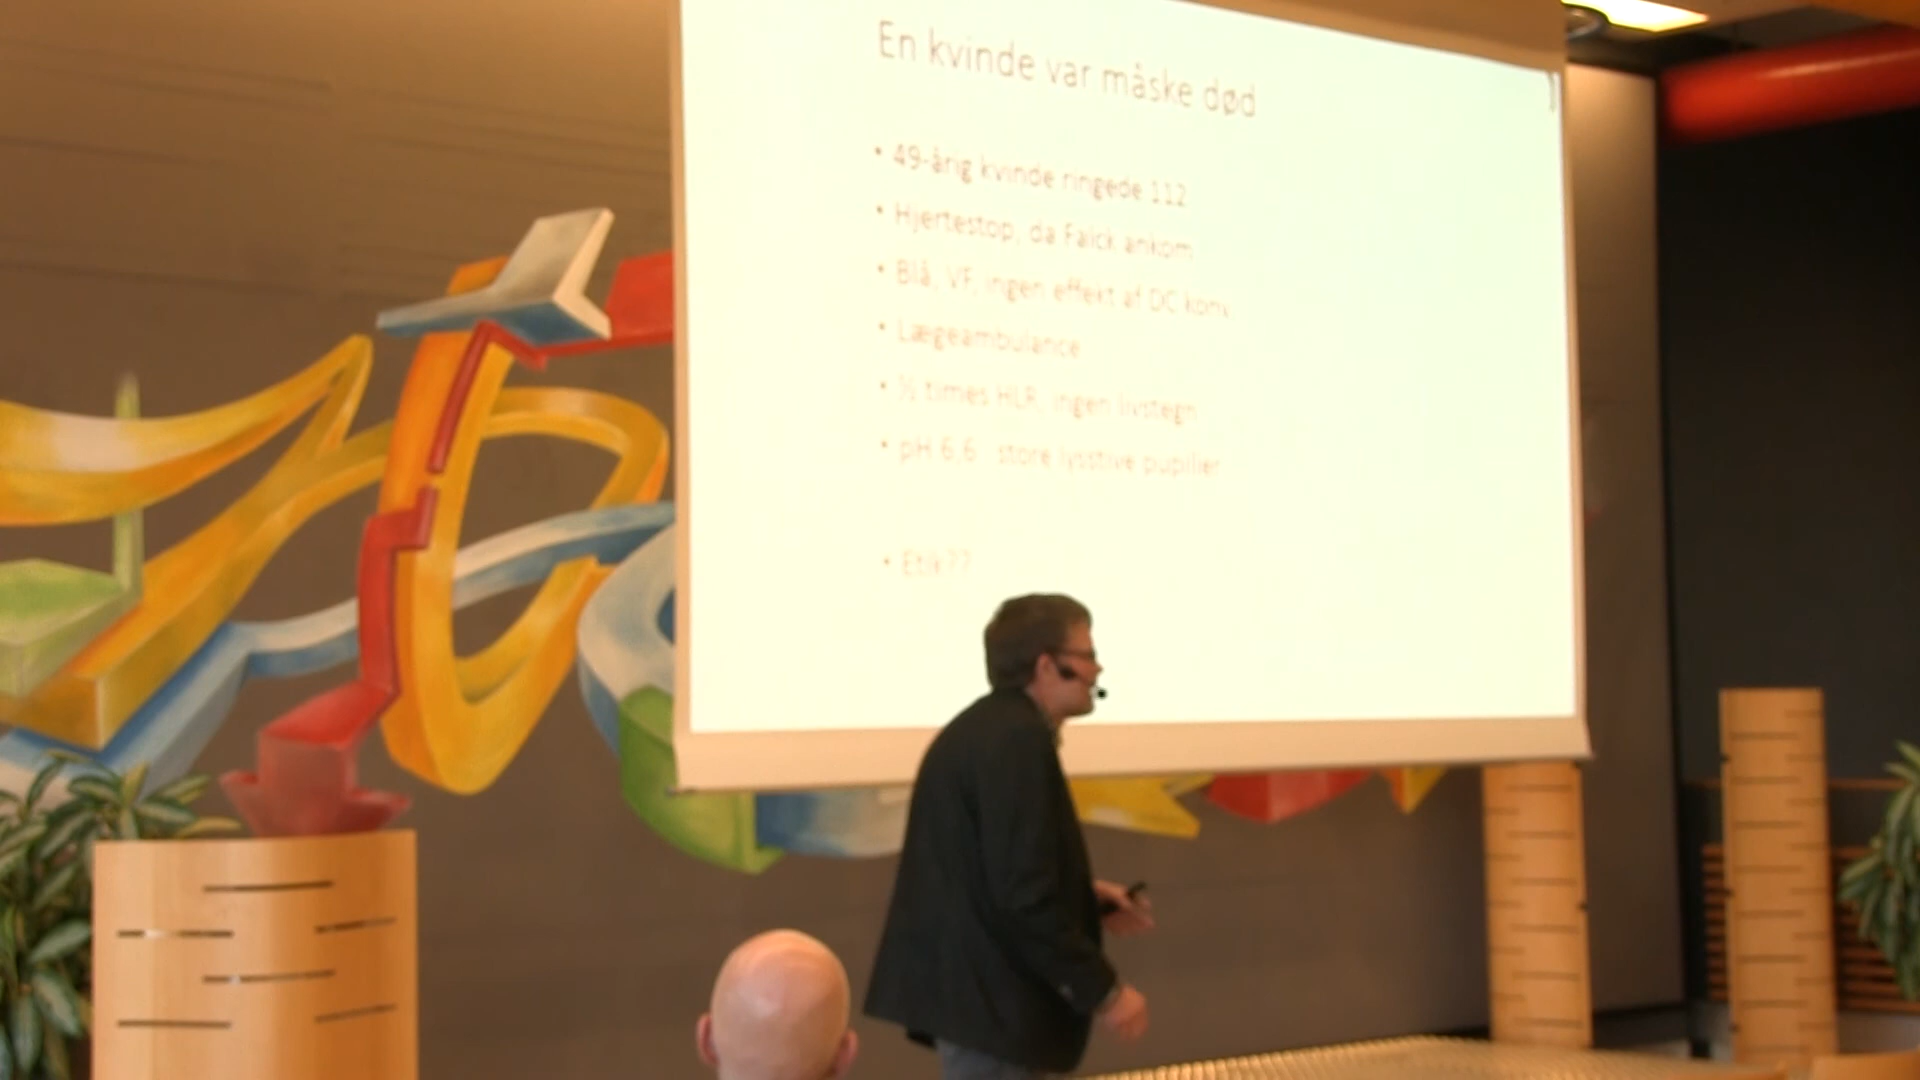 En kvinde var måske død
• 49-årig kvinde ringede 112
• Hjertestop, da Falck ankom
• Blå, VF, ingen effekt af DC konv.
• Lægeambulance
• ½ times HLR, ingen livstegn
• pH 6,6 store lysstive pupiller
• Etik??